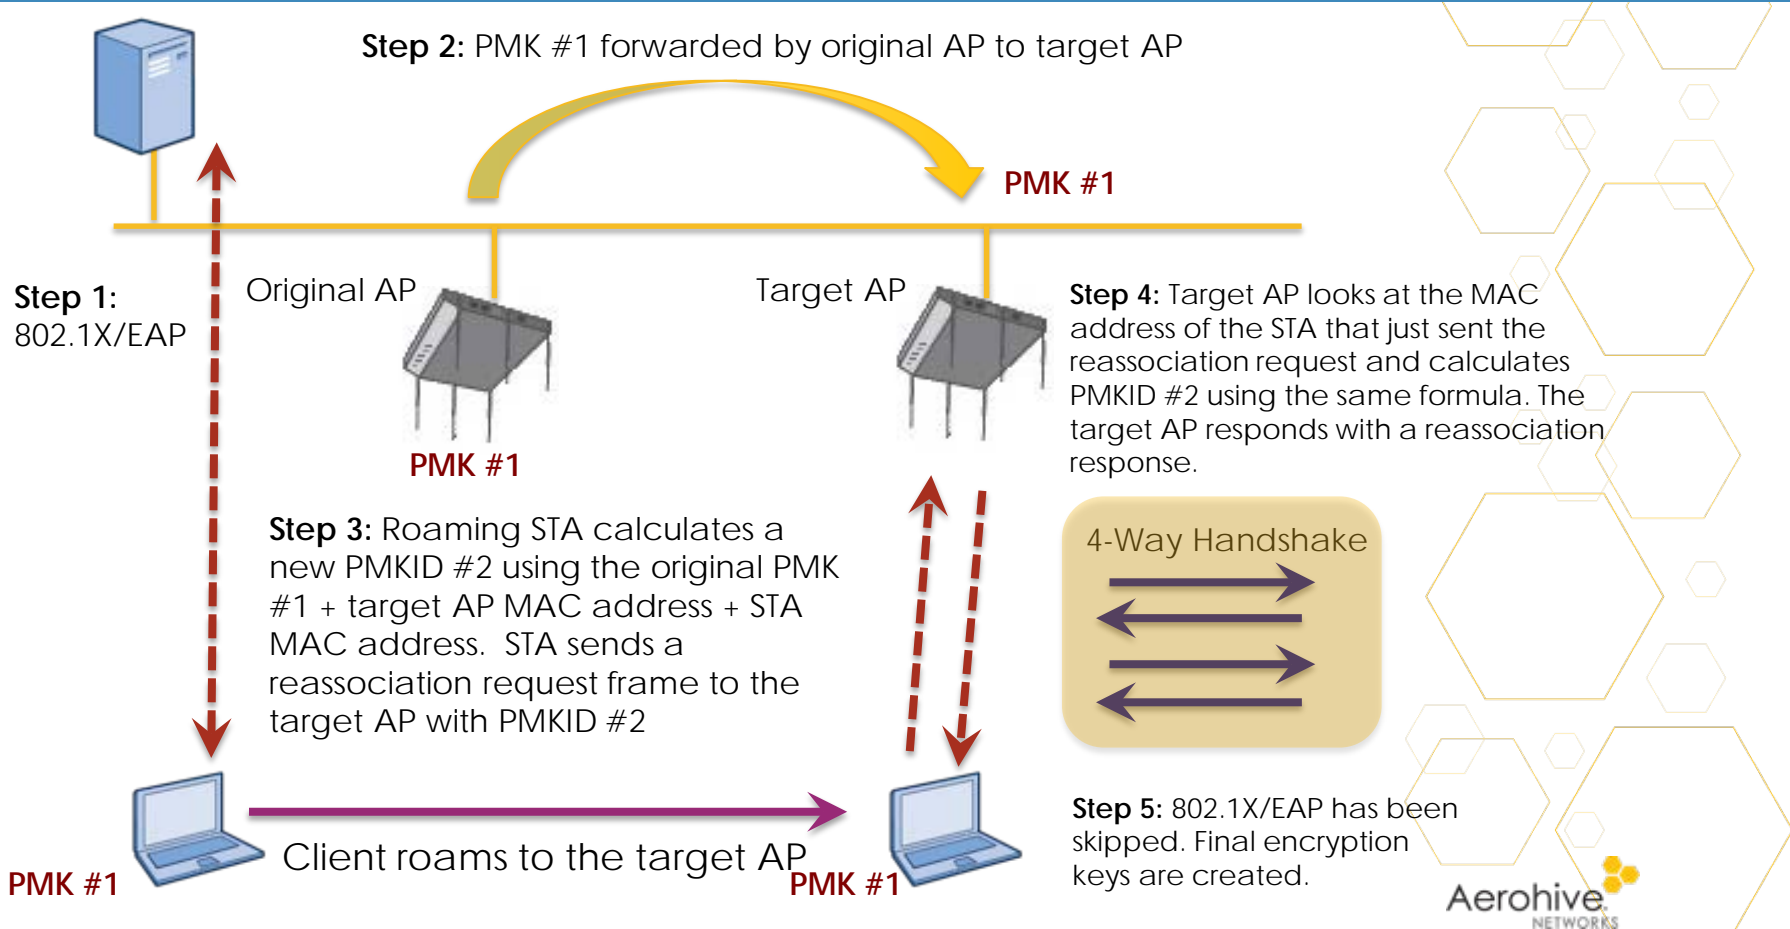 Step 2: PMK #1 forwarded by original AP to target AP
PMK #1
Step 1:
802.1X/EAP
Original AP
Target AP
PMK #1
Step 4: Target AP looks at the MAC
address of the STA that just sent the
reassociation request and calculates
PMKID #2 using the same formula. The
target AP responds with a reassociation
response.
Step 3: Roaming STA calculates a
new PMKID #2 using the original PMK
#1 + target AP MAC address + STA
MAC address. STA sends a
reassociation request frame to the
target AP with PMKID #2
4-Way Handshake
Client roams to the target AP
PMK #1
PMK #1
Step 5: 802.1X/EAP has been
skipped. Final encryption
keys are created.
Aerohive
NETWORKS